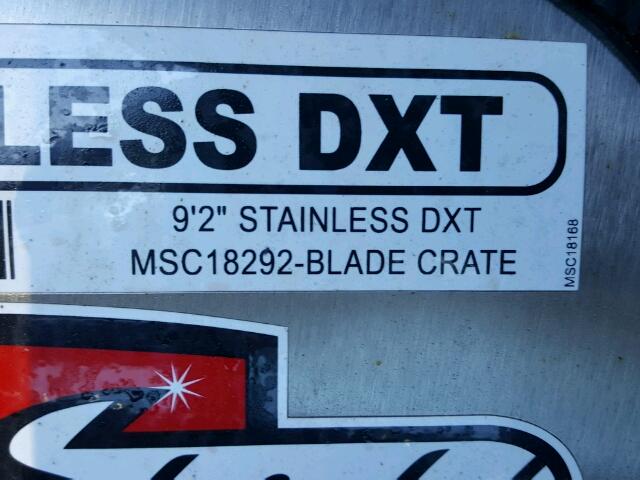 LESS DXT
9'2" STAINLESS DXT
MSC18292-BLADE CRATE
MSC18168